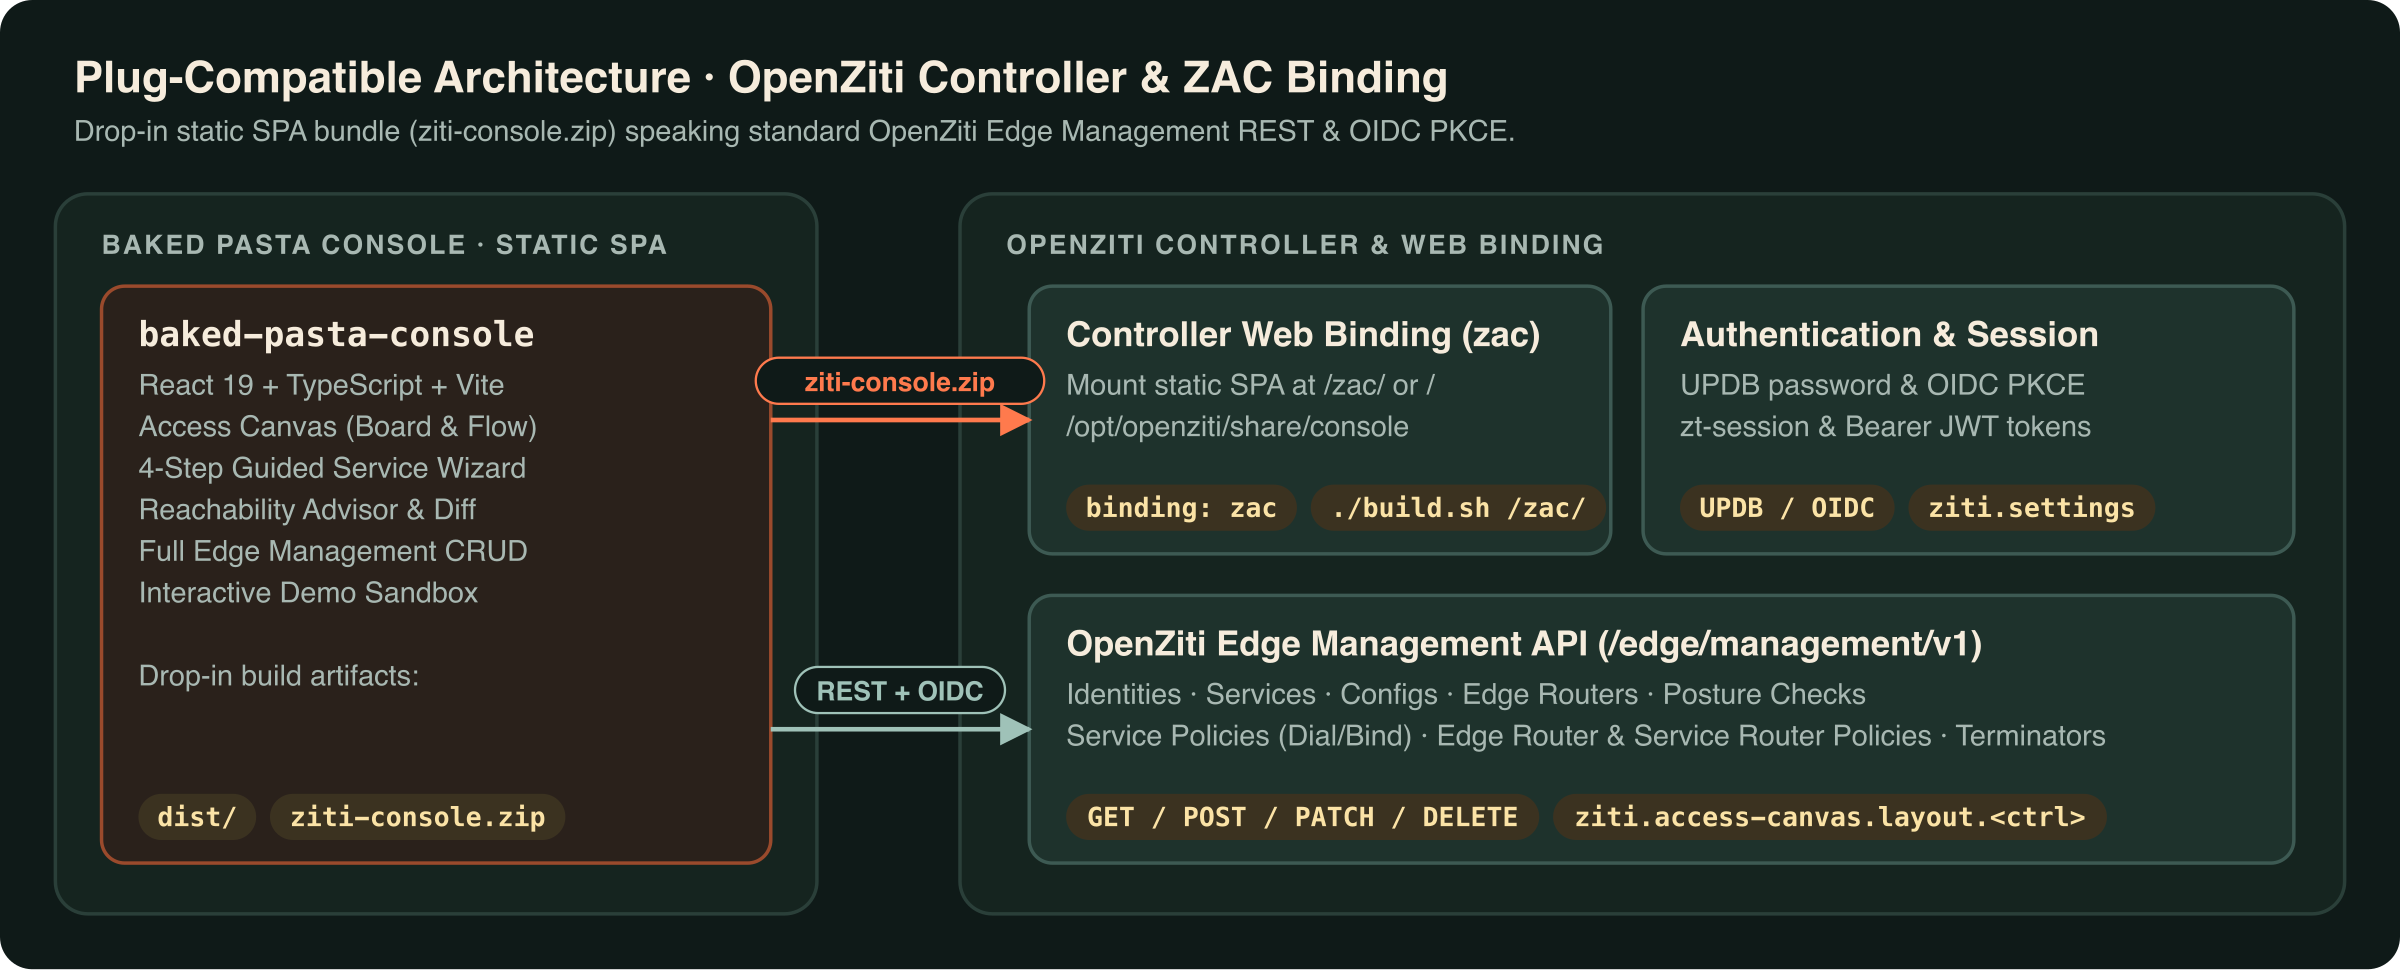 Plug-Compatible Architecture · OpenZiti Controller & ZAC Binding
Drop-in static SPA bundle (ziti-console.zip) speaking standard OpenZiti Edge Management REST & OIDC PKCE.
BAKED PASTA CONSOLE · STATIC SPA
baked-pasta-console
React 19 + TypeScript + Vite
Access Canvas (Board & Flow)
4-Step Guided Service Wizard
Reachability Advisor & Diff
Full Edge Management CRUD
Interactive Demo Sandbox
Drop-in build artifacts:
dist/
ziti-console.zip
ziti-console.zip
REST + OIDC
OPENZITI CONTROLLER & WEB BINDING
Controller Web Binding (zac)
Mount static SPA at /zac/ or /
/opt/openziti/share/console
binding: zac
./build.sh /zac/
Authentication & Session
UPDB password & OIDC PKCE
zt-session & Bearer JWT tokens
UPDB / OIDC
ziti.settings
OpenZiti Edge Management API (/edge/management/v1)
Identities · Services · Configs · Edge Routers · Posture Checks
Service Policies (Dial/Bind) · Edge Router & Service Router Policies · Terminators
GET / POST / PATCH / DELETE
ziti.access-canvas.layout.<ctrl>